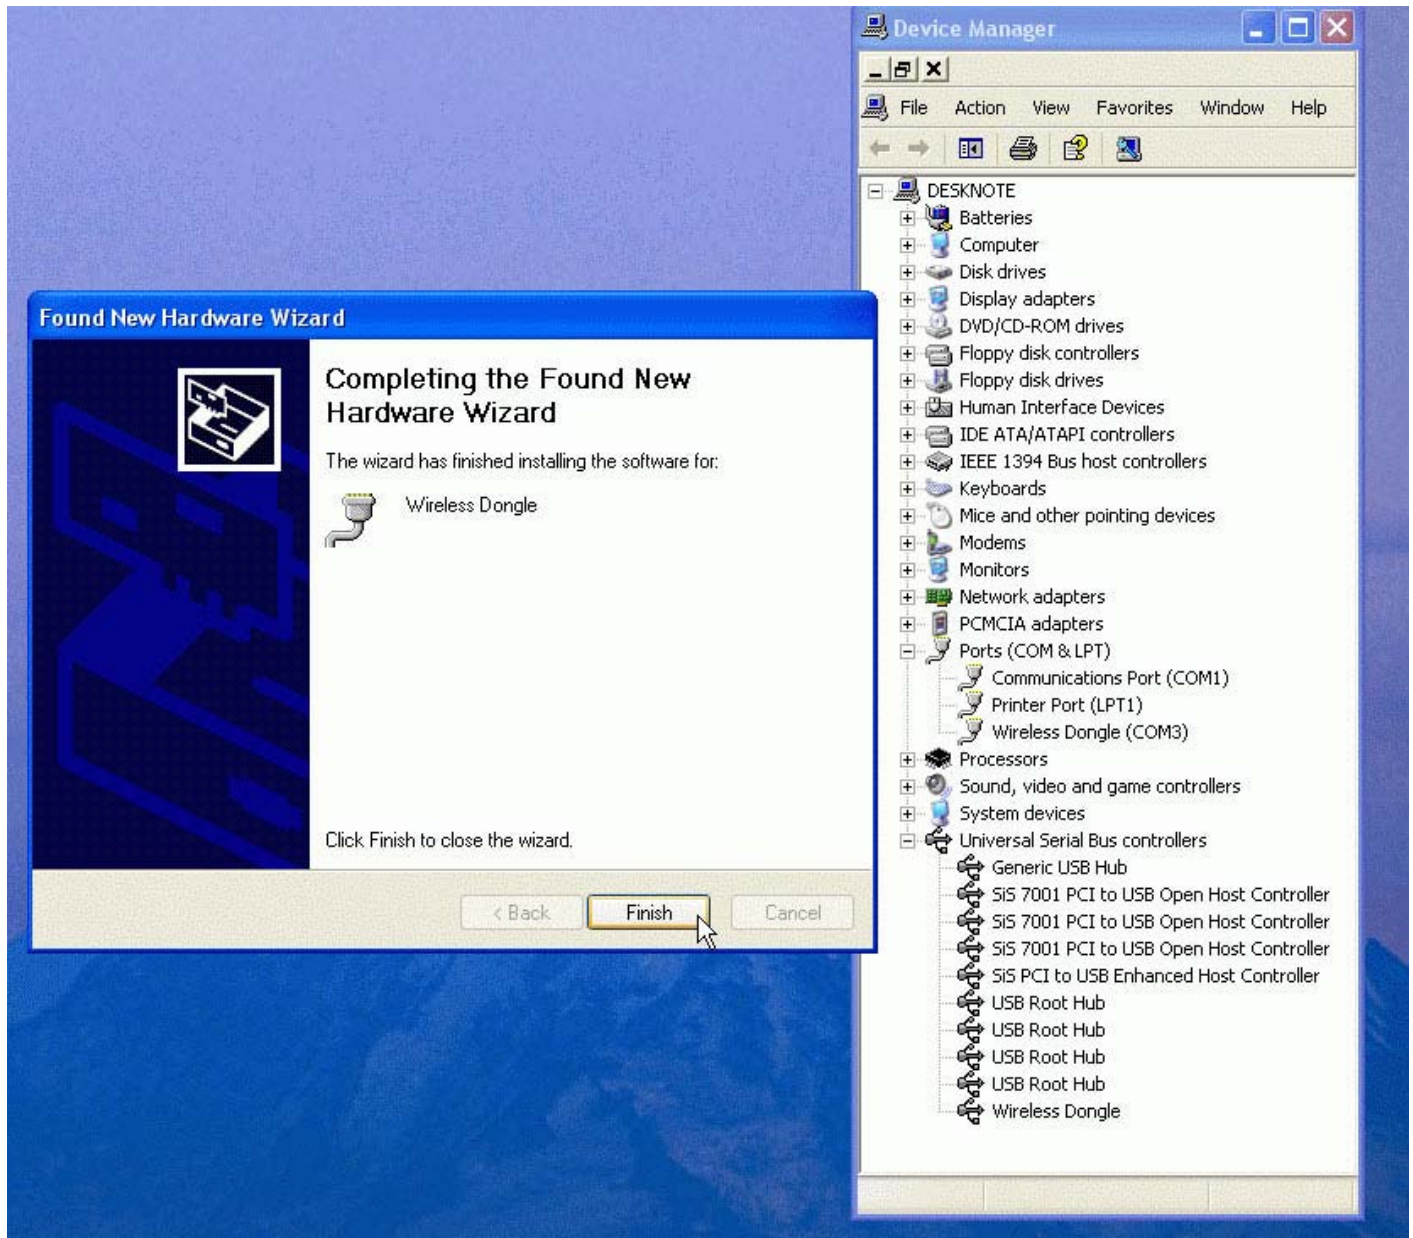 Device Manager
File Action View Favorites Window Help
DESKNOTE
Batteries
Computer
Disk drives
Display adapters
DVD/CD-ROM drives
Floppy disk controllers
Floppy disk drives
Human Interface Devices
IDE ATA/ATAPI controllers
IEEE 1394 Bus host controllers
Keyboards
Mice and other pointing devices
Modems
Monitors
Network adapters
PCMCIA adapters
Ports (COM & LPT)
Communications Port (COM1)
Printer Port (LPT1)
Wireless Dongle (COM3)
Processors
Sound, video and game controllers
System devices
Universal Serial Bus controllers
Generic USB Hub
SiS 7001 PCI to USB Open Host Controller
SiS 7001 PCI to USB Open Host Controller
SiS 7001 PCI to USB Open Host Controller
SiS PCI to USB Enhanced Host Controller
USB Root Hub
USB Root Hub
USB Root Hub
USB Root Hub
Wireless Dongle
Found New Hardware Wizard
Completing the Found New
Hardware Wizard
The wizard has finished installing the software for:
Wireless Dongle
Click Finish to close the wizard.
< Back Finish Cancel